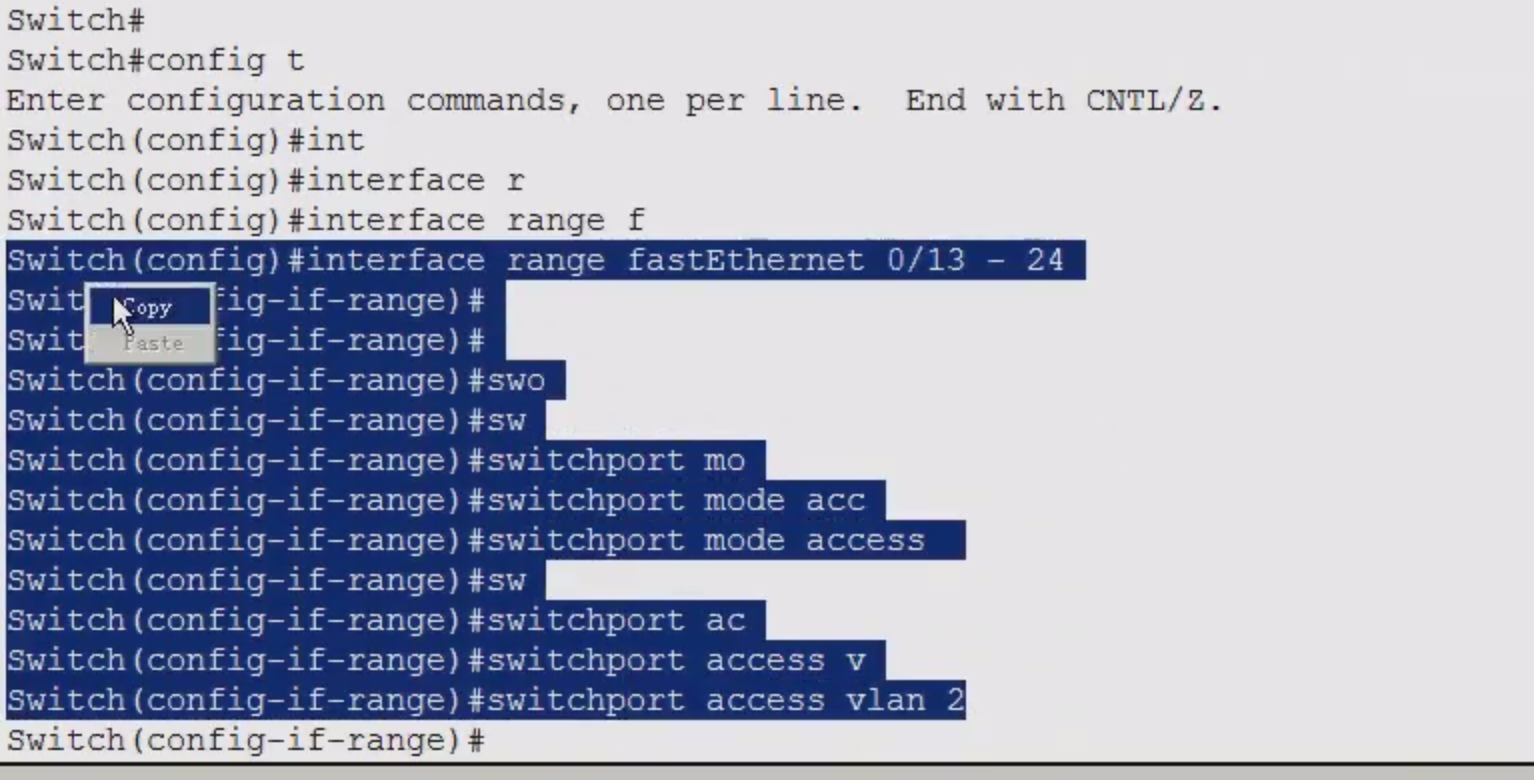 Switch#
Switch#config t
Enter configuration commands, one per line.  End with CNTL/Z.
Switch(config)#int
Switch(config)#interface r
Switch(config)#interface range f
Switch(config)#interface range fastEthernet 0/13 - 24
Swit Copy ig-if-range)#
Swit Paste ig-if-range)#
Switch(config-if-range)#swo
Switch(config-if-range)#sw
Switch(config-if-range)#switchport mo
Switch(config-if-range)#switchport mode acc
Switch(config-if-range)#switchport mode access
Switch(config-if-range)#sw
Switch(config-if-range)#switchport ac
Switch(config-if-range)#switchport access v
Switch(config-if-range)#switchport access vlan 2
Switch(config-if-range)#